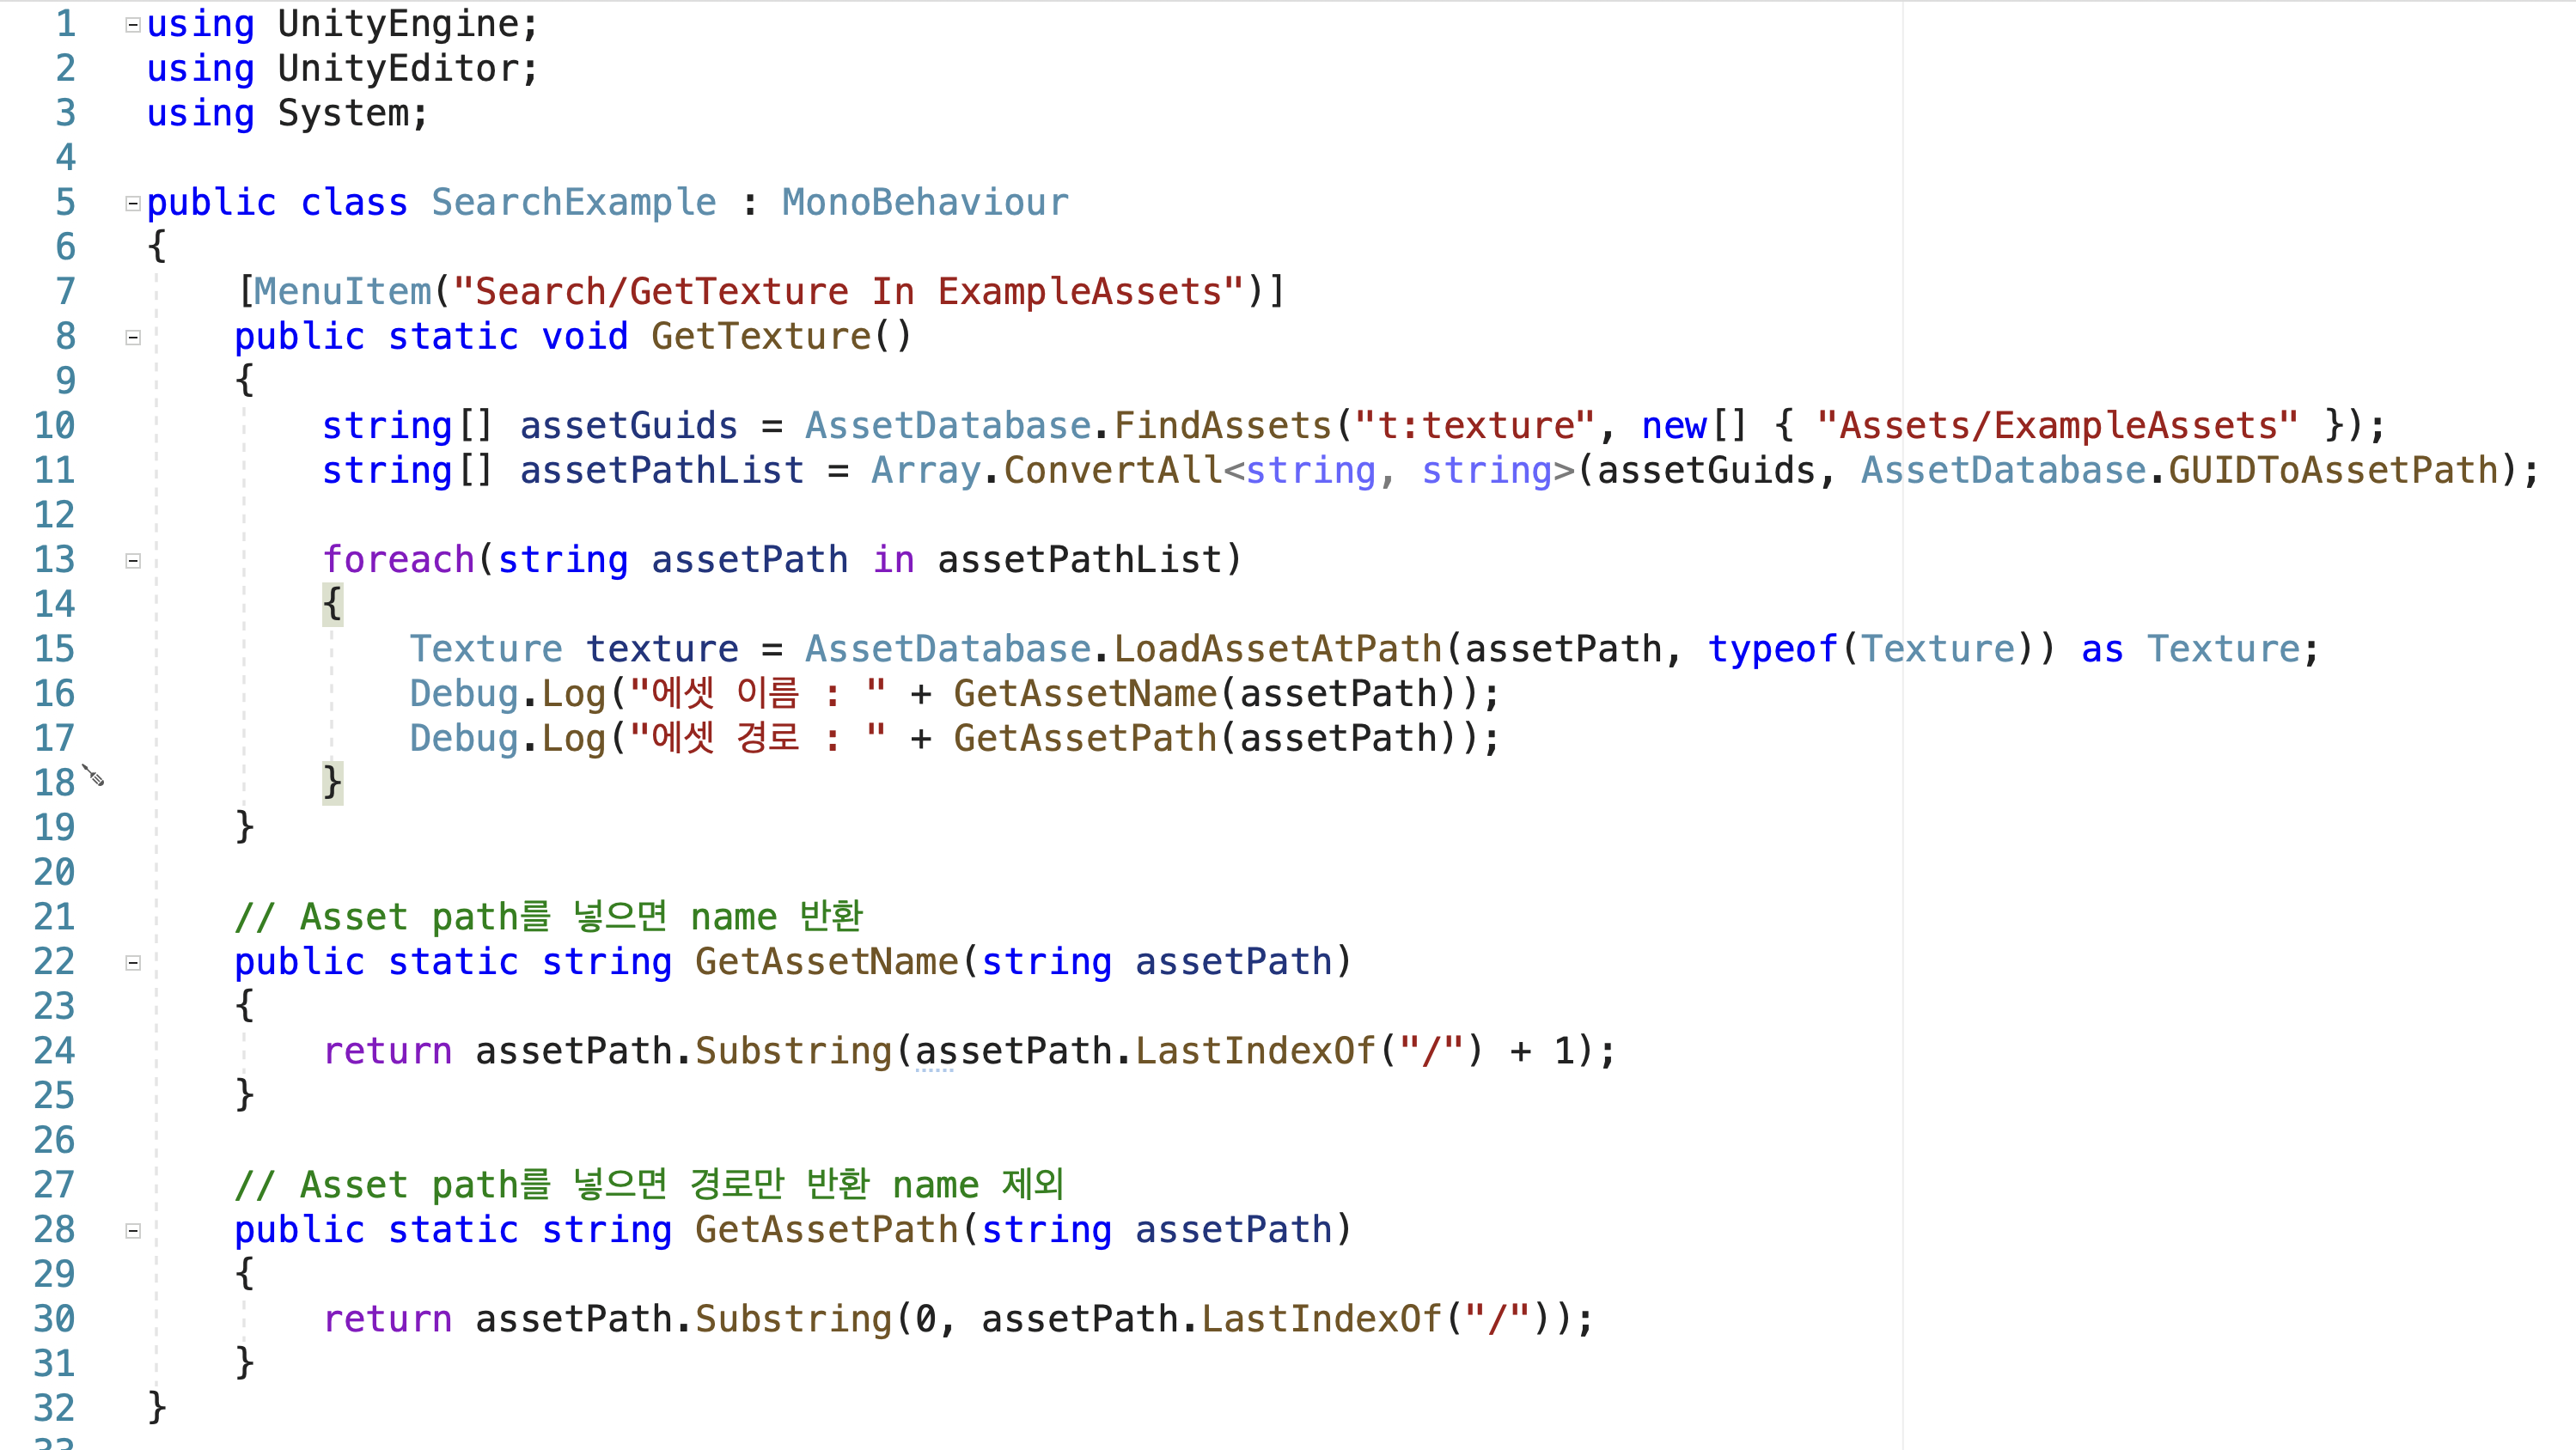 1 using UnityEngine;
2 using UnityEditor;
3 using System;
4
5 public class SearchExample : MonoBehaviour
6 {
7 [MenuItem("Search/GetTexture In ExampleAssets")]
8 public static void GetTexture()
9 {
10 string[] assetGuids = AssetDatabase.FindAssets("t:texture", new[] { "Assets/ExampleAssets" });
11 string[] assetPathList = Array.ConvertAll<string, string>(assetGuids, AssetDatabase.GUIDToAssetPath);
12
13 foreach(string assetPath in assetPathList)
14 {
15 Texture texture = AssetDatabase.LoadAssetAtPath(assetPath, typeof(Texture)) as Texture;
16 Debug.Log("에셋 이름 : " + GetAssetName(assetPath));
17 Debug.Log("에셋 경로 : " + GetAssetPath(assetPath));
18 }
19 }
20
21 // Asset path를 넣으면 name 반환
22 public static string GetAssetName(string assetPath)
23 {
24 return assetPath.Substring(assetPath.LastIndexOf("/") + 1);
25 }
26
27 // Asset path를 넣으면 경로만 반환 name 제외
28 public static string GetAssetPath(string assetPath)
29 {
30 return assetPath.Substring(0, assetPath.LastIndexOf("/"));
31 }
32 }
33